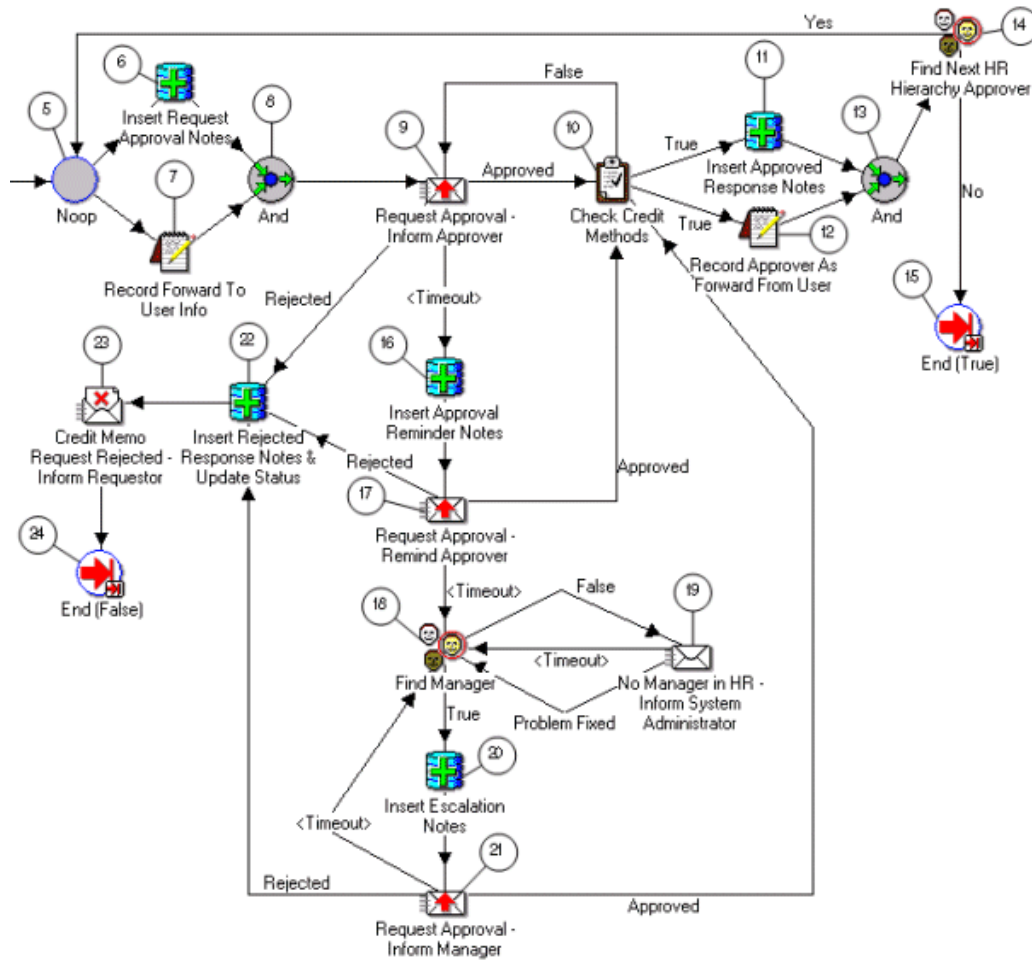 Yes
14
Find Next HR
Hierarchy Approver
6
Insert Request
Approval Notes
5
Noop
7
Record Forward To
User Info
8
And
False
9
Request Approval -
Inform Approver
Approved
10
Check Credit
Methods
True
True
11
Insert Approved
Response Notes
12
Record Approver As
Forward From User
13
And
No
15
End (True)
Rejected
<Timeout>
16
Insert Approval
Reminder Notes
22
Insert Rejected
Response Notes &
Update Status
23
Credit Memo
Request Rejected -
Inform Requestor
24
End (False)
Rejected
Approved
17
Request Approval -
Remind Approver
<Timeout>
18
Find Manager
False
19
<Timeout>
No Manager in HR -
Inform System
Administrator
Problem Fixed
True
20
Insert Escalation
Notes
<Timeout>
21
Rejected
Approved
Request Approval -
Inform Manager